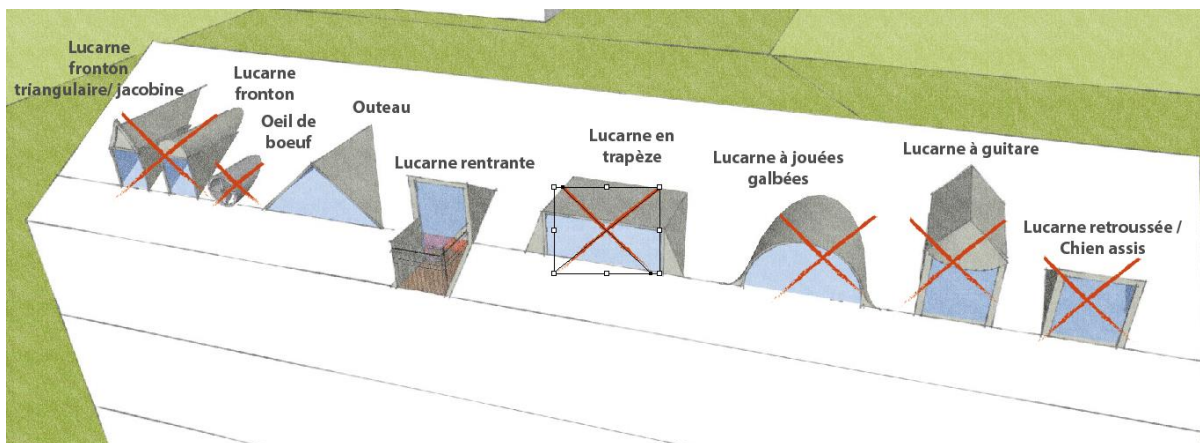 Lucarne
fronton
triangulaire/ jacobine
Lucarne
fronton
Oeil de
boeuf
Outeau
Lucarne rentrante
Lucarne en
trapèze
Lucarne à jouées
galbées
Lucarne à guitare
Lucarne retroussée /
Chien assis